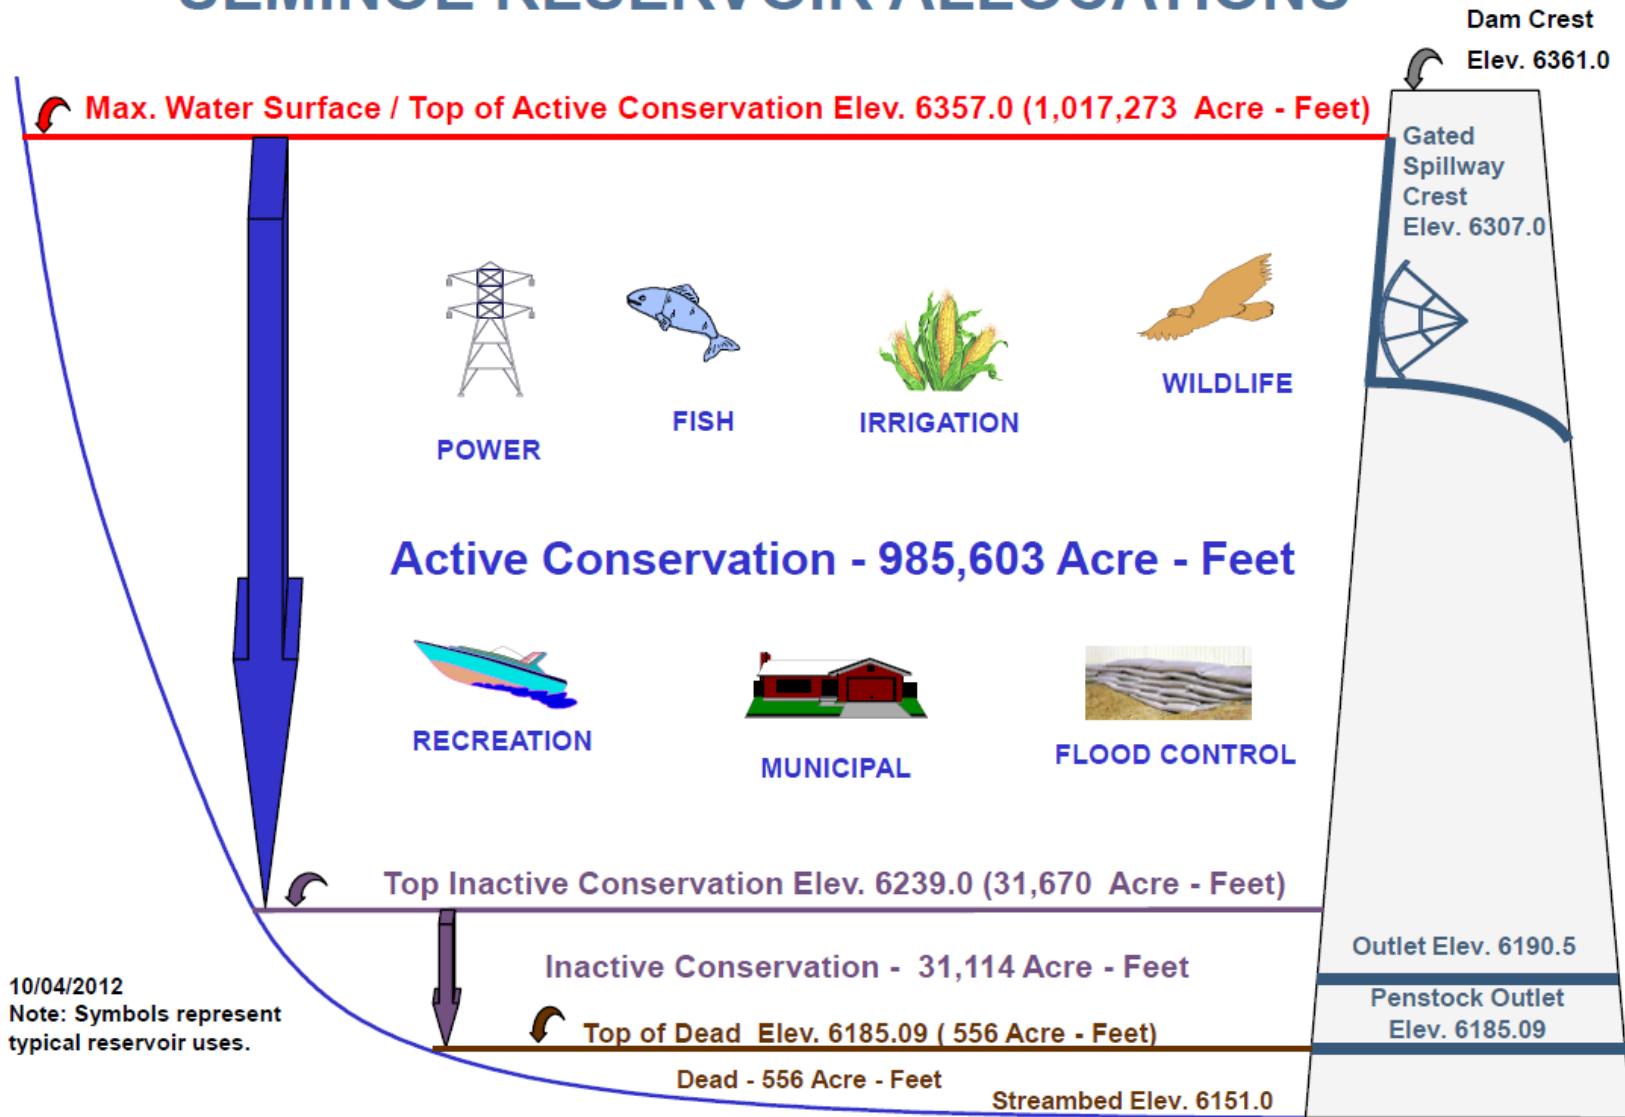 SEMINOE RESERVOIR ALLOCATIONS
Dam Crest
Elev. 6361.0
Max. Water Surface / Top of Active Conservation Elev. 6357.0 (1,017,273 Acre - Feet)
Gated
Spillway
Crest
Elev. 6307.0
WILDLIFE
FISH
IRRIGATION
POWER
Active Conservation - 985,603 Acre - Feet
RECREATION
MUNICIPAL
FLOOD CONTROL
Top Inactive Conservation Elev. 6239.0 (31,670 Acre - Feet)
Outlet Elev. 6190.5
Inactive Conservation - 31,114 Acre - Feet
Penstock Outlet
Elev. 6185.09
10/04/2012
Note: Symbols represent
typical reservoir uses.
Top of Dead Elev. 6185.09 ( 556 Acre - Feet)
Dead - 556 Acre - Feet
Streambed Elev. 6151.0